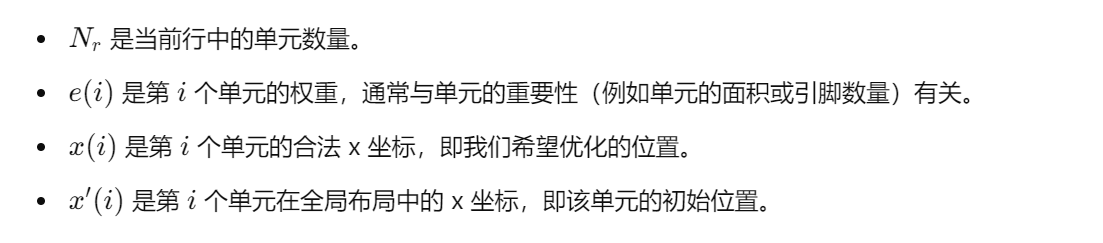 • N_r 是当前行中的单元数量。
• e(i) 是第 i 个单元的权重，通常与单元的重要性（例如单元的面积或引脚数量）有关。
• x(i) 是第 i 个单元的合法 x 坐标，即我们希望优化的位置。
• x′(i) 是第 i 个单元在全局布局中的 x 坐标，即该单元的初始位置。